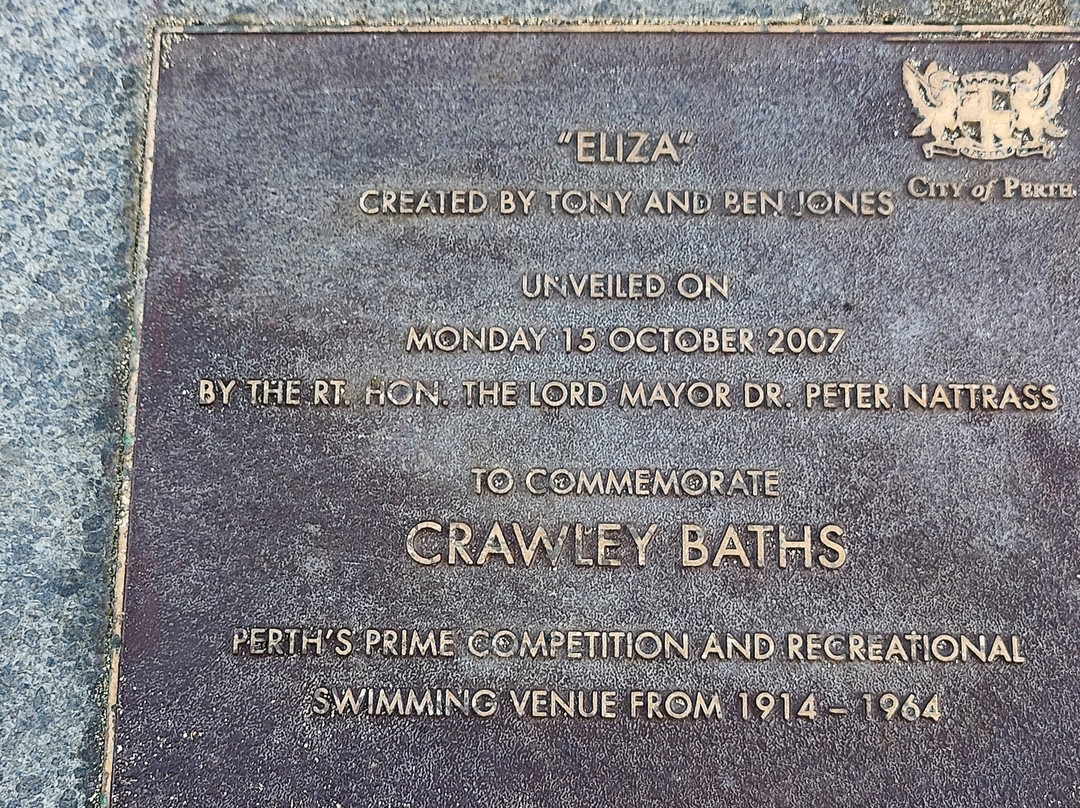 "ELIZA"
CREATED BY TONY AND BEN JONES
CITY of PERTH
UNVEILED ON
MONDAY 15 OCTOBER 2007
BY THE RT. HON. THE LORD MAYOR DR. PETER NATTRASS
TO COMMEMORATE
CRAWLEY BATHS
PERTH'S PRIME COMPETITION AND RECREATIONAL
SWIMMING VENUE FROM 1914 – 1964